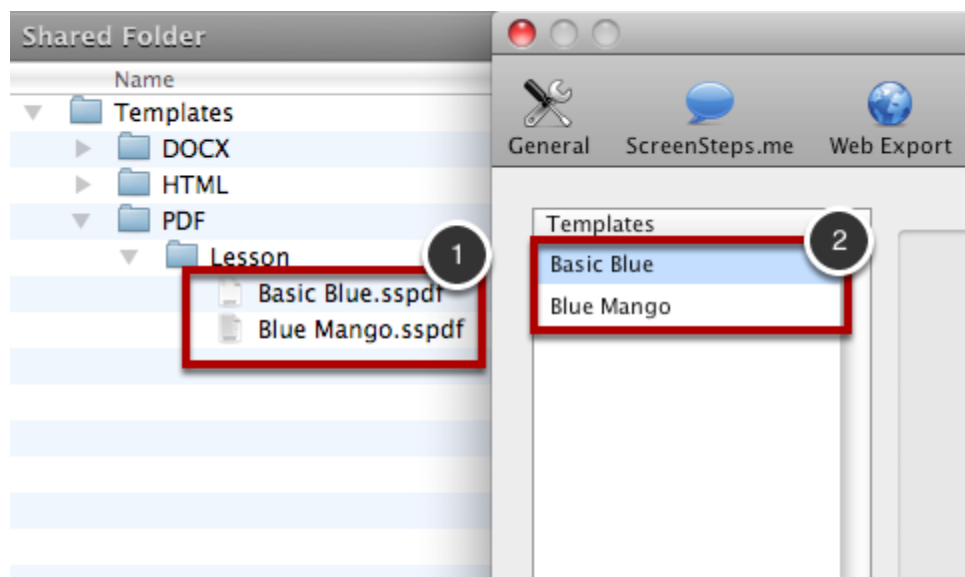 Shared Folder
Name
Templates
DOCX
HTML
PDF
Lesson
1
Basic Blue.sspdf
Blue Mango.sspdf
General
ScreenSteps.me
Web Export
Templates
2
Basic Blue
Blue Mango